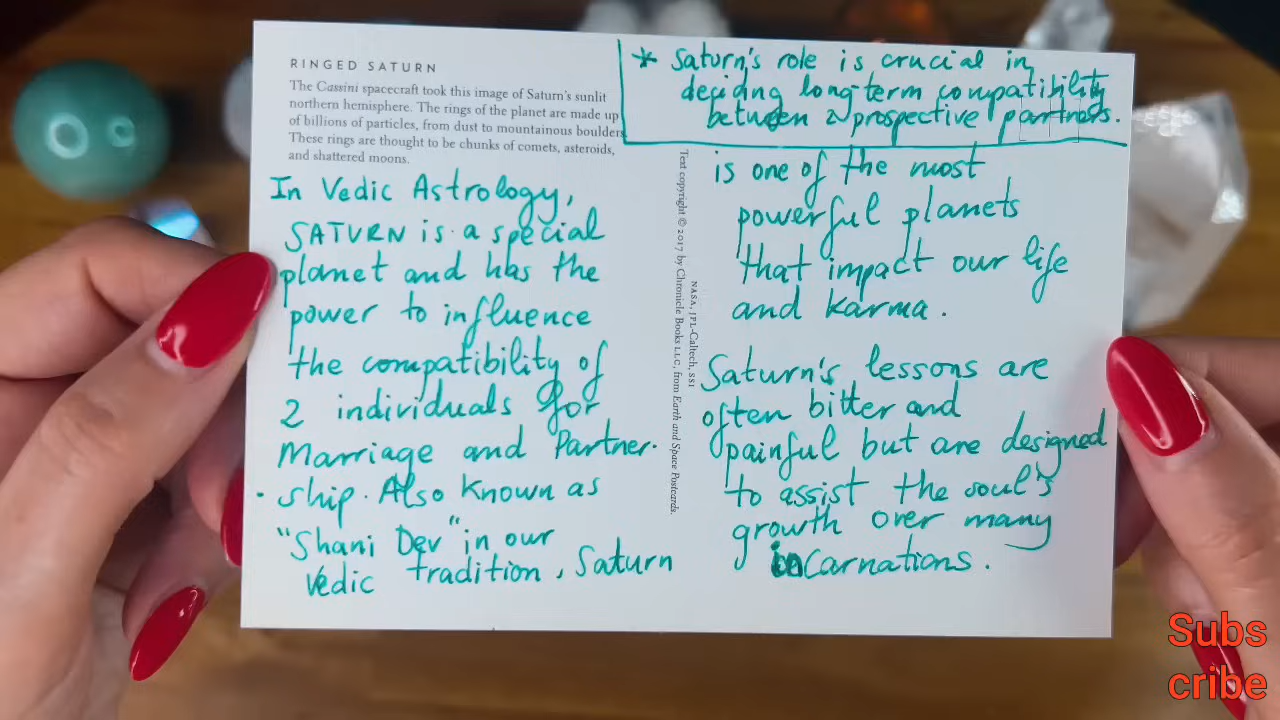 RINGED SATURN
The Cassini spacecraft took this image of Saturn's sunlit
northern hemisphere. The rings of the planet are made up
of billions of particles, from dust to mountainous boulders.
These rings are thought to be chunks of comets, asteroids,
and shattered moons.
* Saturn's role is crucial in
deciding long term compatibility
between 2 prospective partners.
In Vedic Astrology,
SATURN is a special
planet and has the
power to influence
the compatibility of
2 individuals for
Marriage and Partner-
ship. Also known as
"Shani Dev" in our
Vedic tradition, Saturn
Text copyright © 2017 by Chronicle Books LLC, from Earth and Space Postcards.
NASA, JPL-Caltech, SSI
is one of the most
powerful planets
that impact our life
and karma.
Saturn's lessons are
often bitter and
painful but are designed
to assist the soul's
growth over many
incarnations.
Subs
cribe